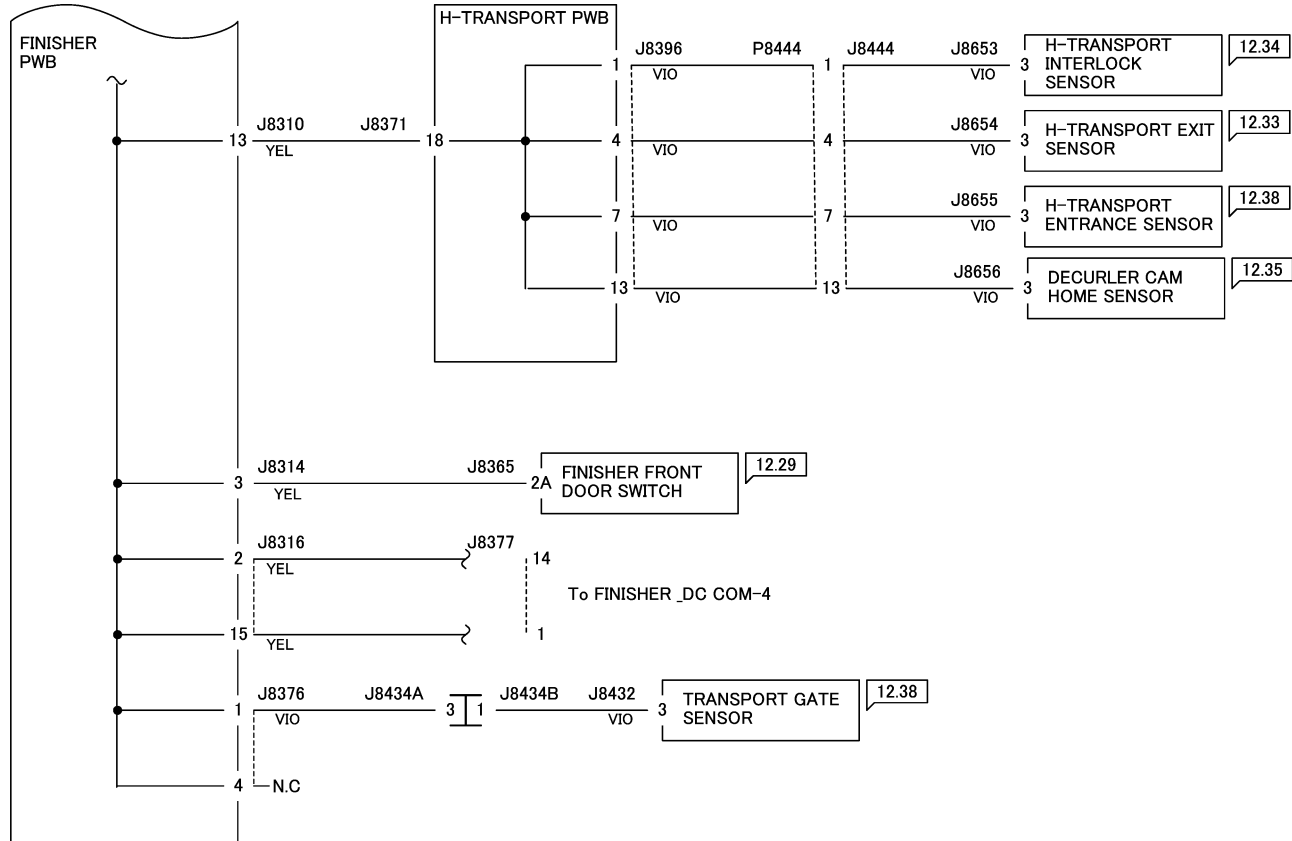 FINISHER
PWB
H-TRANSPORT PWB
J8396 P8444 J8444 J8653
1 VIO 1 VIO 3
H-TRANSPORT
INTERLOCK
SENSOR
12.34
J8310 J8371
13 YEL 18
4 VIO 4
J8654
VIO 3
H-TRANSPORT EXIT
SENSOR
12.33
7 VIO 7
J8655
VIO 3
H-TRANSPORT
ENTRANCE SENSOR
12.38
13 VIO 13
J8656
VIO 3
DECURLER CAM
HOME SENSOR
12.35
J8314 J8365
3 YEL 2A
FINISHER FRONT
DOOR SWITCH
12.29
J8316 J8377
2 YEL 14
To FINISHER _DC COM-4
15 YEL 1
J8376 J8434A J8434B J8432
1 VIO 3 1 VIO 3
TRANSPORT GATE
SENSOR
12.38
4 N.C